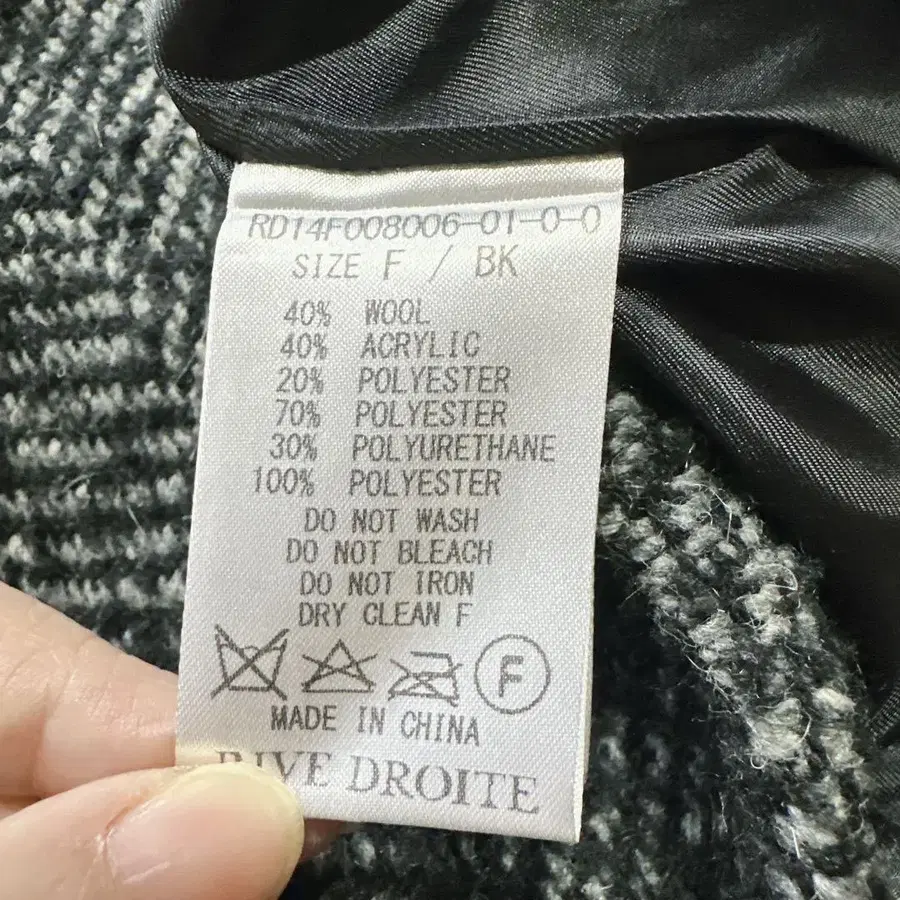 RD14F008006-01-0-0
SIZE F / BK
40% WOOL
40% ACRYLIC
20% POLYESTER
70% POLYESTER
30% POLYURETHANE
100% POLYESTER
DO NOT WASH
DO NOT BLEACH
DO NOT IRON
DRY CLEAN F
F
MADE IN CHINA
RIVE DROITE